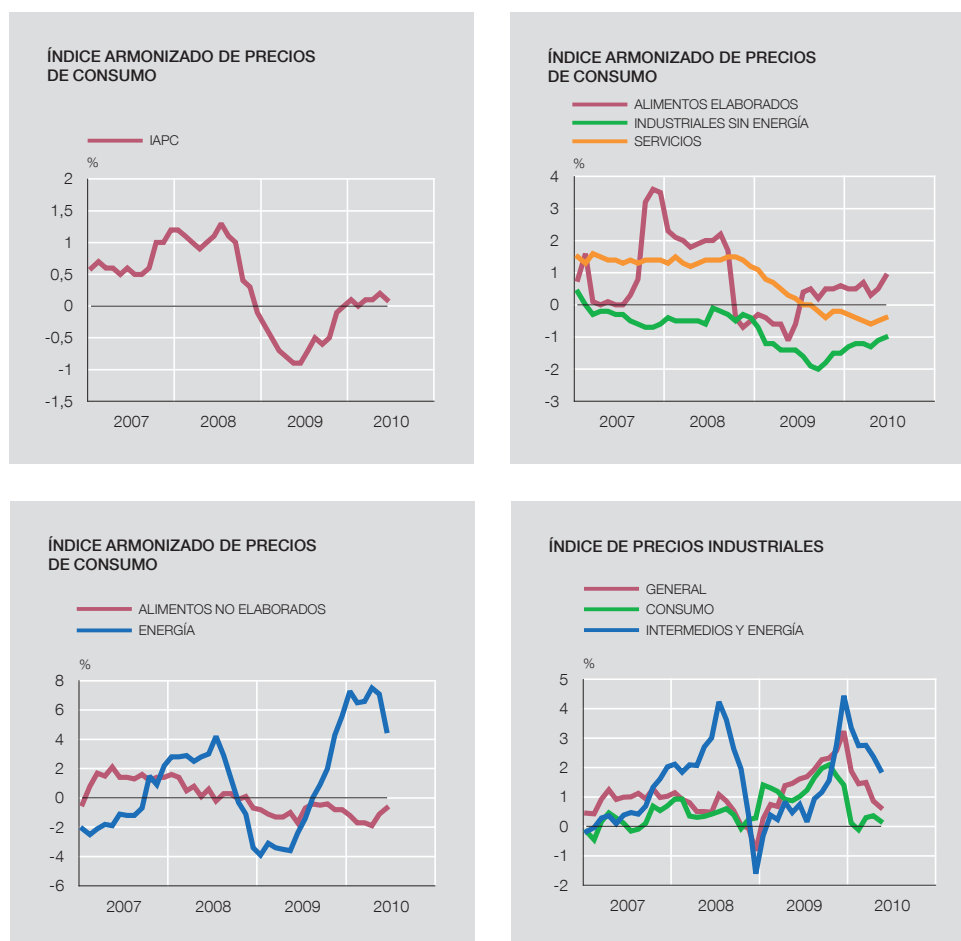 ÍNDICE ARMONIZADO DE PRECIOS
DE CONSUMO
IAPC
%
2
1,5
1
0,5
0
-0,5
-1
-1,5
2007 2008 2009 2010
ÍNDICE ARMONIZADO DE PRECIOS
DE CONSUMO
ALIMENTOS ELABORADOS
INDUSTRIALES SIN ENERGÍA
SERVICIOS
%
4
3
2
1
0
-1
-2
-3
2007 2008 2009 2010
ÍNDICE ARMONIZADO DE PRECIOS
DE CONSUMO
ALIMENTOS NO ELABORADOS
ENERGÍA
%
8
6
4
2
0
-2
-4
-6
2007 2008 2009 2010
ÍNDICE DE PRECIOS INDUSTRIALES
GENERAL
CONSUMO
INTERMEDIOS Y ENERGÍA
%
5
4
3
2
1
0
-1
-2
2007 2008 2009 2010